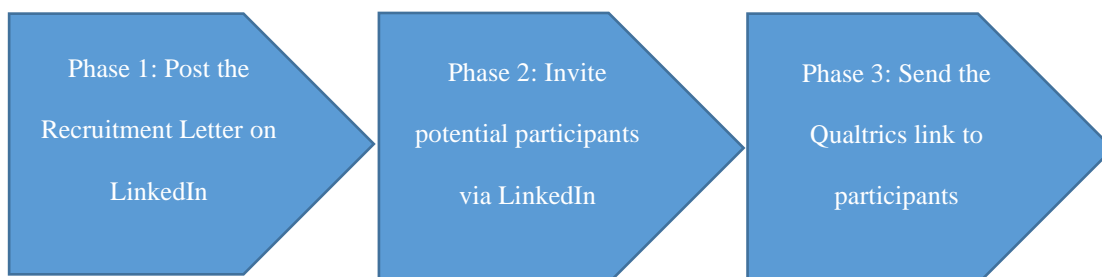 Phase 1: Post the
Recruitment Letter on
LinkedIn
Phase 2: Invite
potential participants
via LinkedIn
Phase 3: Send the
Qualtrics link to
participants